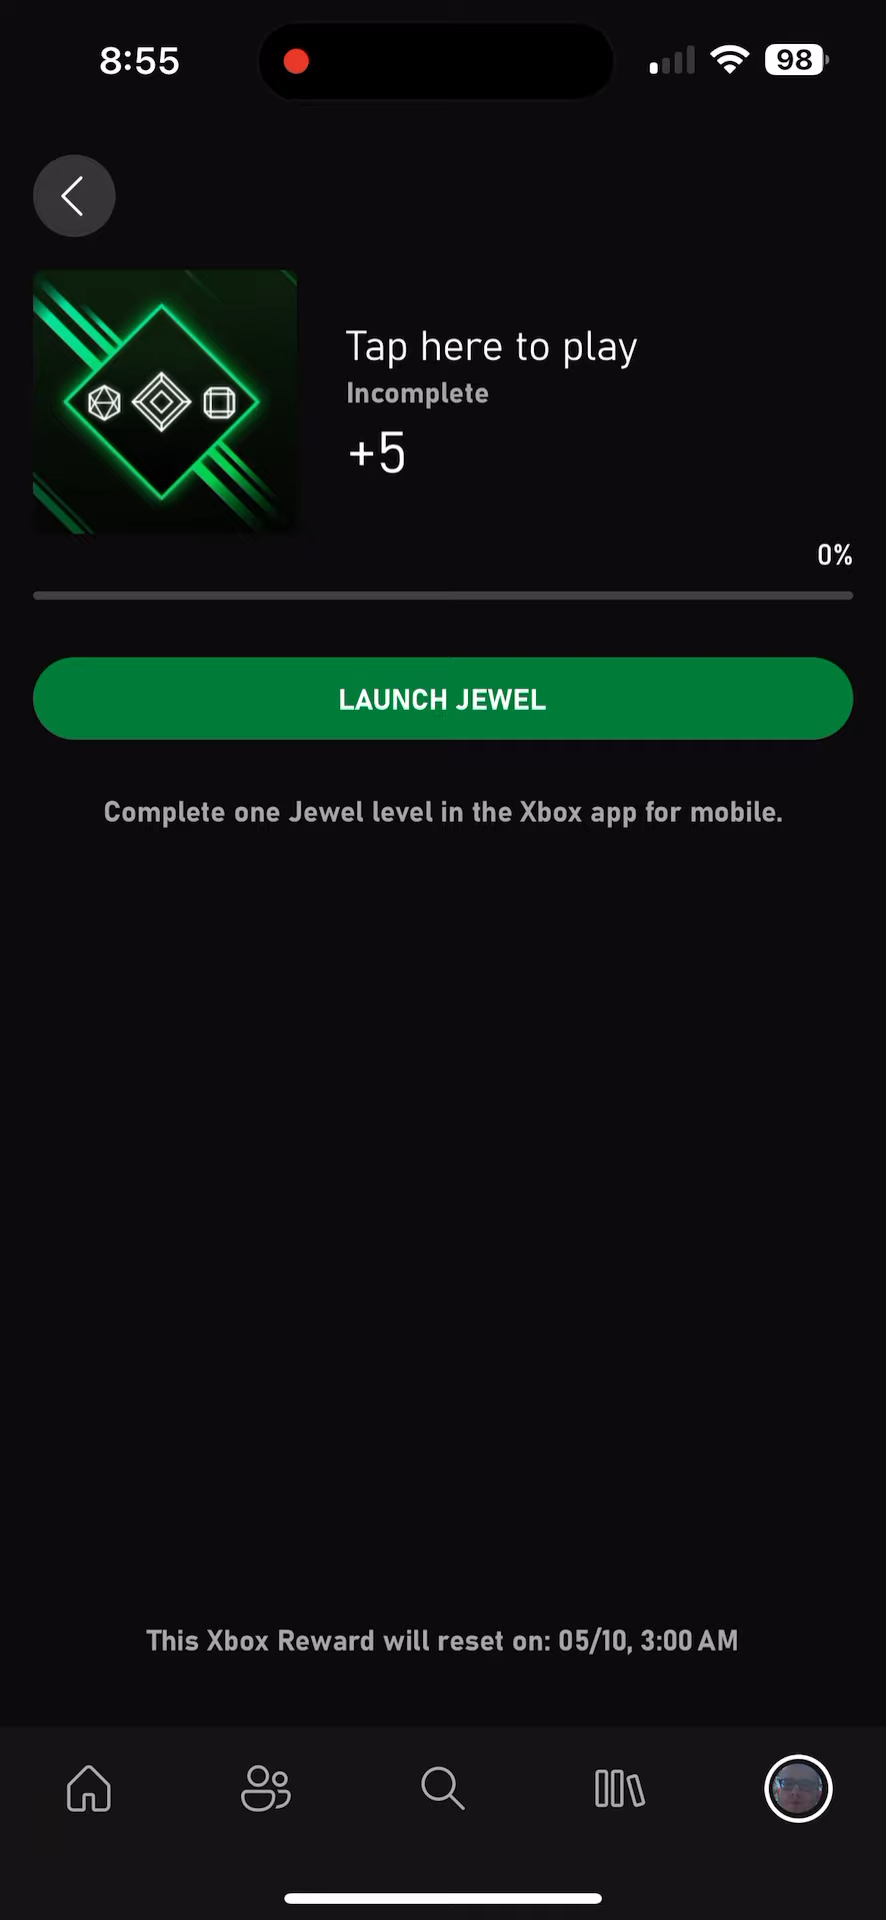 8:55
98
Tap here to play
Incomplete
+5
0%
LAUNCH JEWEL
Complete one Jewel level in the Xbox app for mobile.
This Xbox Reward will reset on: 05/10, 3:00 AM